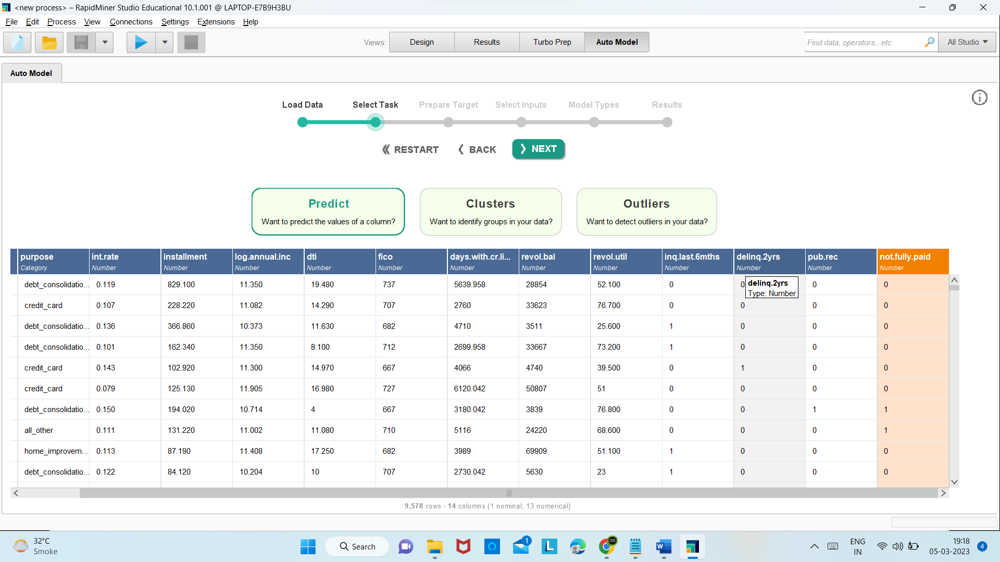 <new process> – RapidMiner Studio Educational 10.1.001 @ LAPTOP-E7B9H3BU
File Edit Process View Connections Settings Extensions Help
Views: Design Results Turbo Prep Auto Model Find data, operators...etc All Studio
Auto Model
Load Data Select Task Prepare Target Select Inputs Model Types Results
RESTART BACK NEXT
Predict Clusters Outliers
Want to predict the values of a column? Want to identify groups in your data? Want to detect outliers in your data?
purpose int.rate installment log.annual.inc dti fico days.with.cr.li... revol.bal revol.util inq.last.6mths delinq.2yrs pub.rec not.fully.paid
Category Number Number Number Number Number Number Number Number Number Number Number Number
debt_consolidatio... 0.119 829.100 11.350 19.480 737 5639.958 28854 52.100 0 0 0 0
delinq.2yrs
Type: Number
credit_card 0.107 228.220 11.082 14.290 707 2760 33623 76.700 0 0 0 0
debt_consolidatio... 0.136 366.860 10.373 11.630 682 4710 3511 25.600 1 0 0 0
debt_consolidatio... 0.101 162.340 11.350 8.100 712 2699.958 33667 73.200 1 0 0 0
credit_card 0.143 102.920 11.300 14.970 667 4066 4740 39.500 0 1 0 0
credit_card 0.079 125.130 11.905 16.980 727 6120.042 50807 51 0 0 0 0
debt_consolidatio... 0.150 194.020 10.714 4 667 3180.042 3839 76.800 0 0 1 1
all_other 0.111 131.220 11.002 11.080 710 5116 24220 68.600 0 0 0 1
home_improvem... 0.113 87.190 11.408 17.250 682 3989 69909 51.100 1 0 0 0
debt_consolidatio... 0.122 84.120 10.204 10 707 2730.042 5630 23 1 0 0 0
9,578 rows - 14 columns (1 nominal, 13 numerical)
32°C
Smoke
Search
1
ENG
IN
19:18
05-03-2023
4